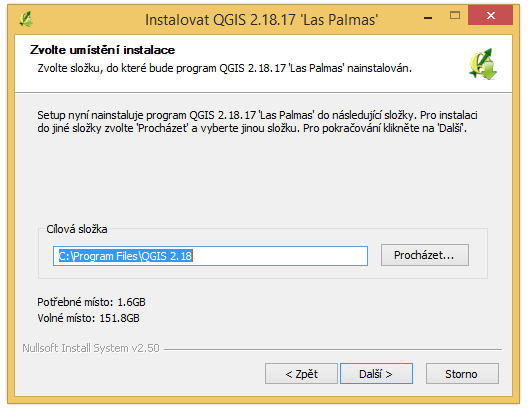 Instalovat QGIS 2.18.17 'Las Palmas'
Zvolte umístění instalace
Zvolte složku, do které bude program QGIS 2.18.17 'Las Palmas' nainstalován.
Setup nyní nainstaluje program QGIS 2.18.17 'Las Palmas' do následující složky. Pro instalaci
do jiné složky zvolte 'Procházet' a vyberte jinou složku. Pro pokračování klikněte na 'Další'.
Cílová složka
C:\Program Files\QGIS 2.18
Procházet...
Potřebné místo: 1.6GB
Volné místo: 151.8GB
Nullsoft Install System v2.50
< Zpět
Další >
Storno